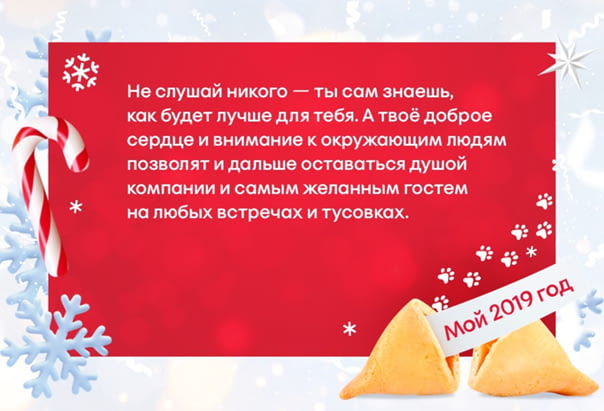 Не слушай никого — ты сам знаешь,
как будет лучше для тебя. А твоё доброе
сердце и внимание к окружающим людям
позволят и дальше оставаться душой
компании и самым желанным гостем
на любых встречах и тусовках.
Мой 2019 год